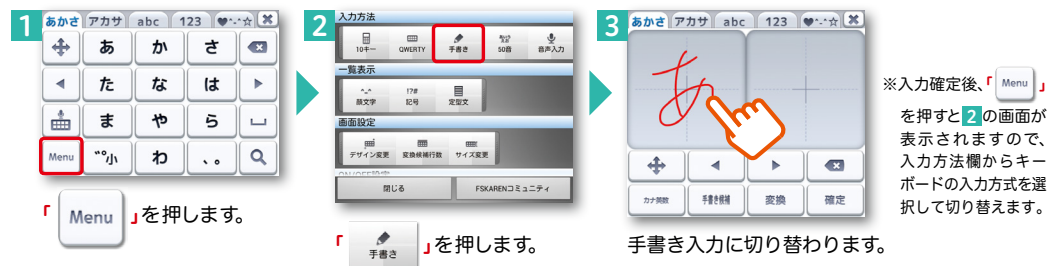 1
あかさ アカサ abc 123 ♥*-*☆ ✖
あ か さ
た な は
ま や ら
Menu ゛゜小 わ 、。
「 Menu 」を押します。
2
入力方法
10キー QWERTY 手書き 50音 音声入力
一覧表示
^_^ !?#
顔文字 記号 定型文
画面設定
デザイン変更 変換候補行数 サイズ変更
ON/OFF設定
閉じる FSKARENコミュニティ
「 手書き 」を押します。
3
あかさ アカサ abc 123 ♥*-*☆ ✖
あ
カナ英数 手書き候補 変換 確定
手書き入力に切り替わります。
※入力確定後、「 Menu 」
を押すと 2 の画面が
表示されますので、
入力方法欄からキー
ボードの入力方式を選
択して切り替えます。